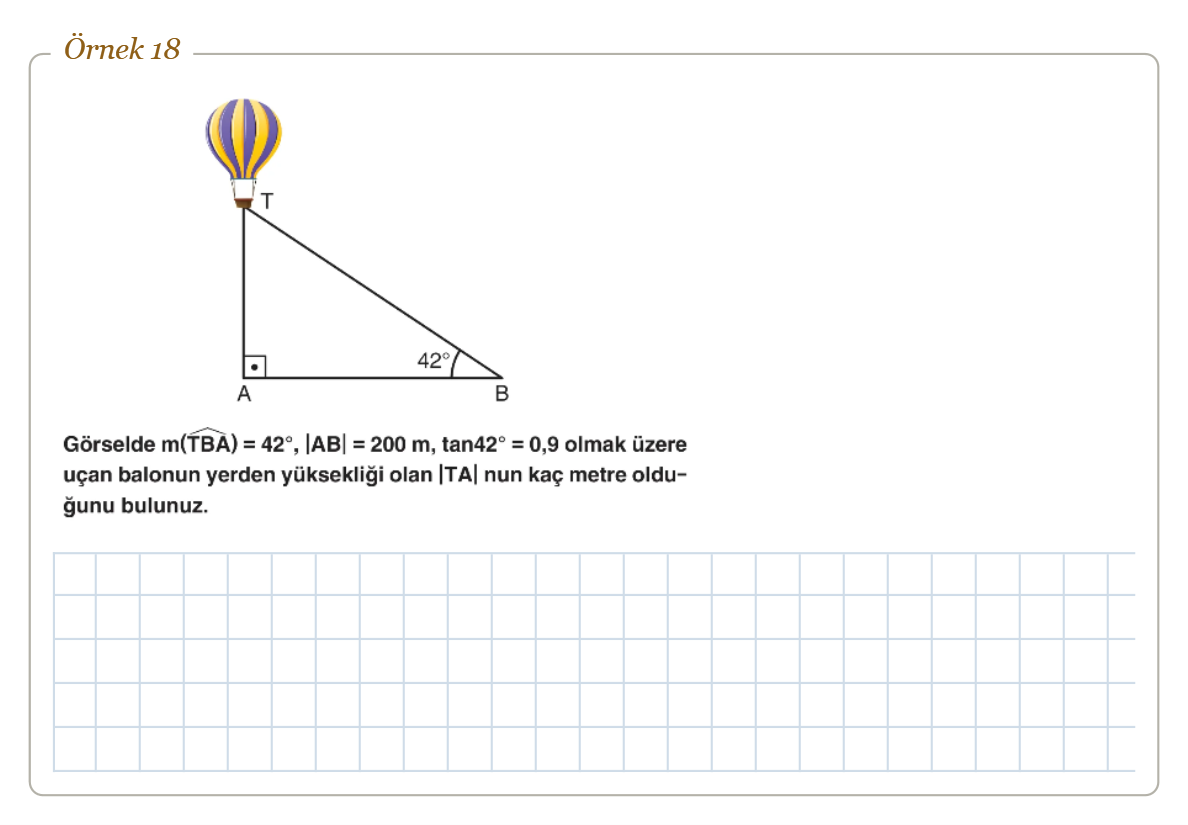 Örnek 18
T
42°
A
B
Görselde m(TBA) = 42°, |AB| = 200 m, tan42° = 0,9 olmak üzere
uçan balonun yerden yüksekliği olan |TA| nun kaç metre oldu-
ğunu bulunuz.